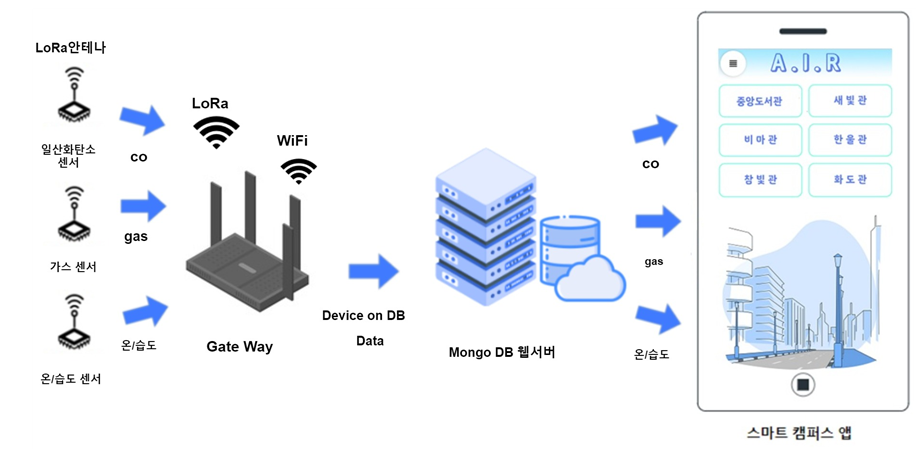 LoRa안테나
일산화탄소
센서
co
가스 센서
gas
온/습도 센서
온/습도
LoRa
WiFi
Gate Way
Device on DB
Data
Mongo DB 웹서버
co
gas
온/습도
A.I.R
중앙도서관
새빛관
비마관
한울관
참빛관
화도관
스마트 캠퍼스 앱